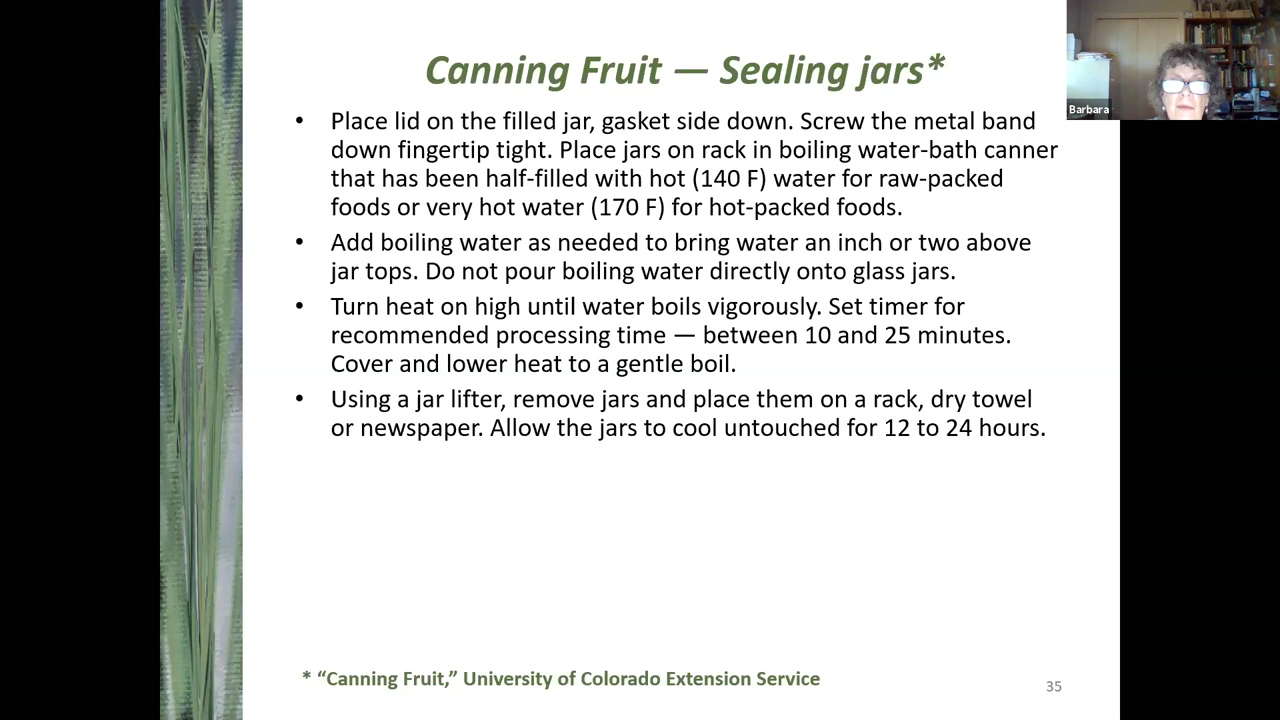 Canning Fruit — Sealing jars*
Barbara
• Place lid on the filled jar, gasket side down. Screw the metal band
down fingertip tight. Place jars on rack in boiling water-bath canner
that has been half-filled with hot (140 F) water for raw-packed
foods or very hot water (170 F) for hot-packed foods.
• Add boiling water as needed to bring water an inch or two above
jar tops. Do not pour boiling water directly onto glass jars.
• Turn heat on high until water boils vigorously. Set timer for
recommended processing time — between 10 and 25 minutes.
Cover and lower heat to a gentle boil.
• Using a jar lifter, remove jars and place them on a rack, dry towel
or newspaper. Allow the jars to cool untouched for 12 to 24 hours.
* “Canning Fruit,” University of Colorado Extension Service
35